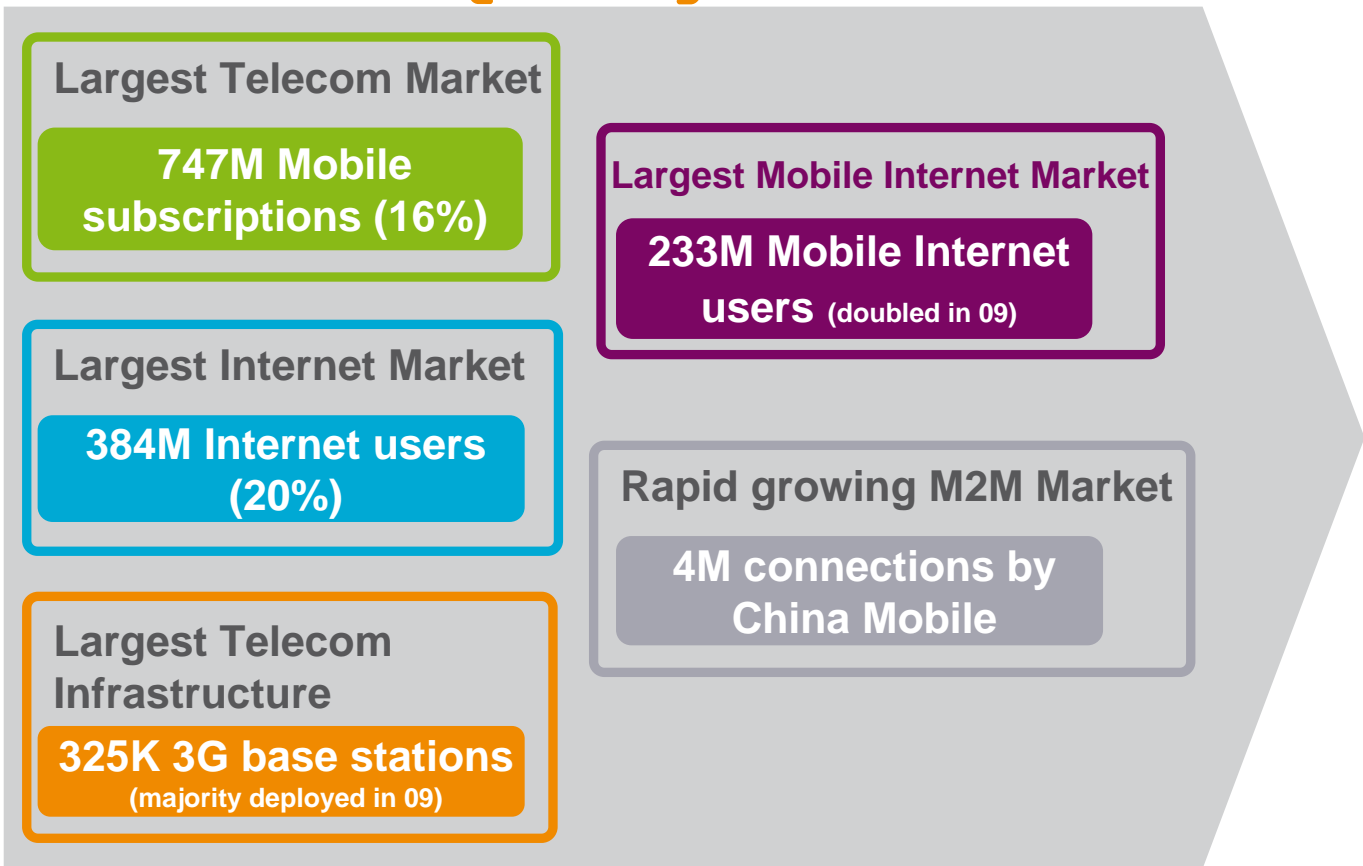 Largest Telecom Market
747M Mobile
subscriptions (16%)
Largest Internet Market
384M Internet users
(20%)
Largest Telecom
Infrastructure
325K 3G base stations
(majority deployed in 09)
Largest Mobile Internet Market
233M Mobile Internet
users (doubled in 09)
Rapid growing M2M Market
4M connections by
China Mobile